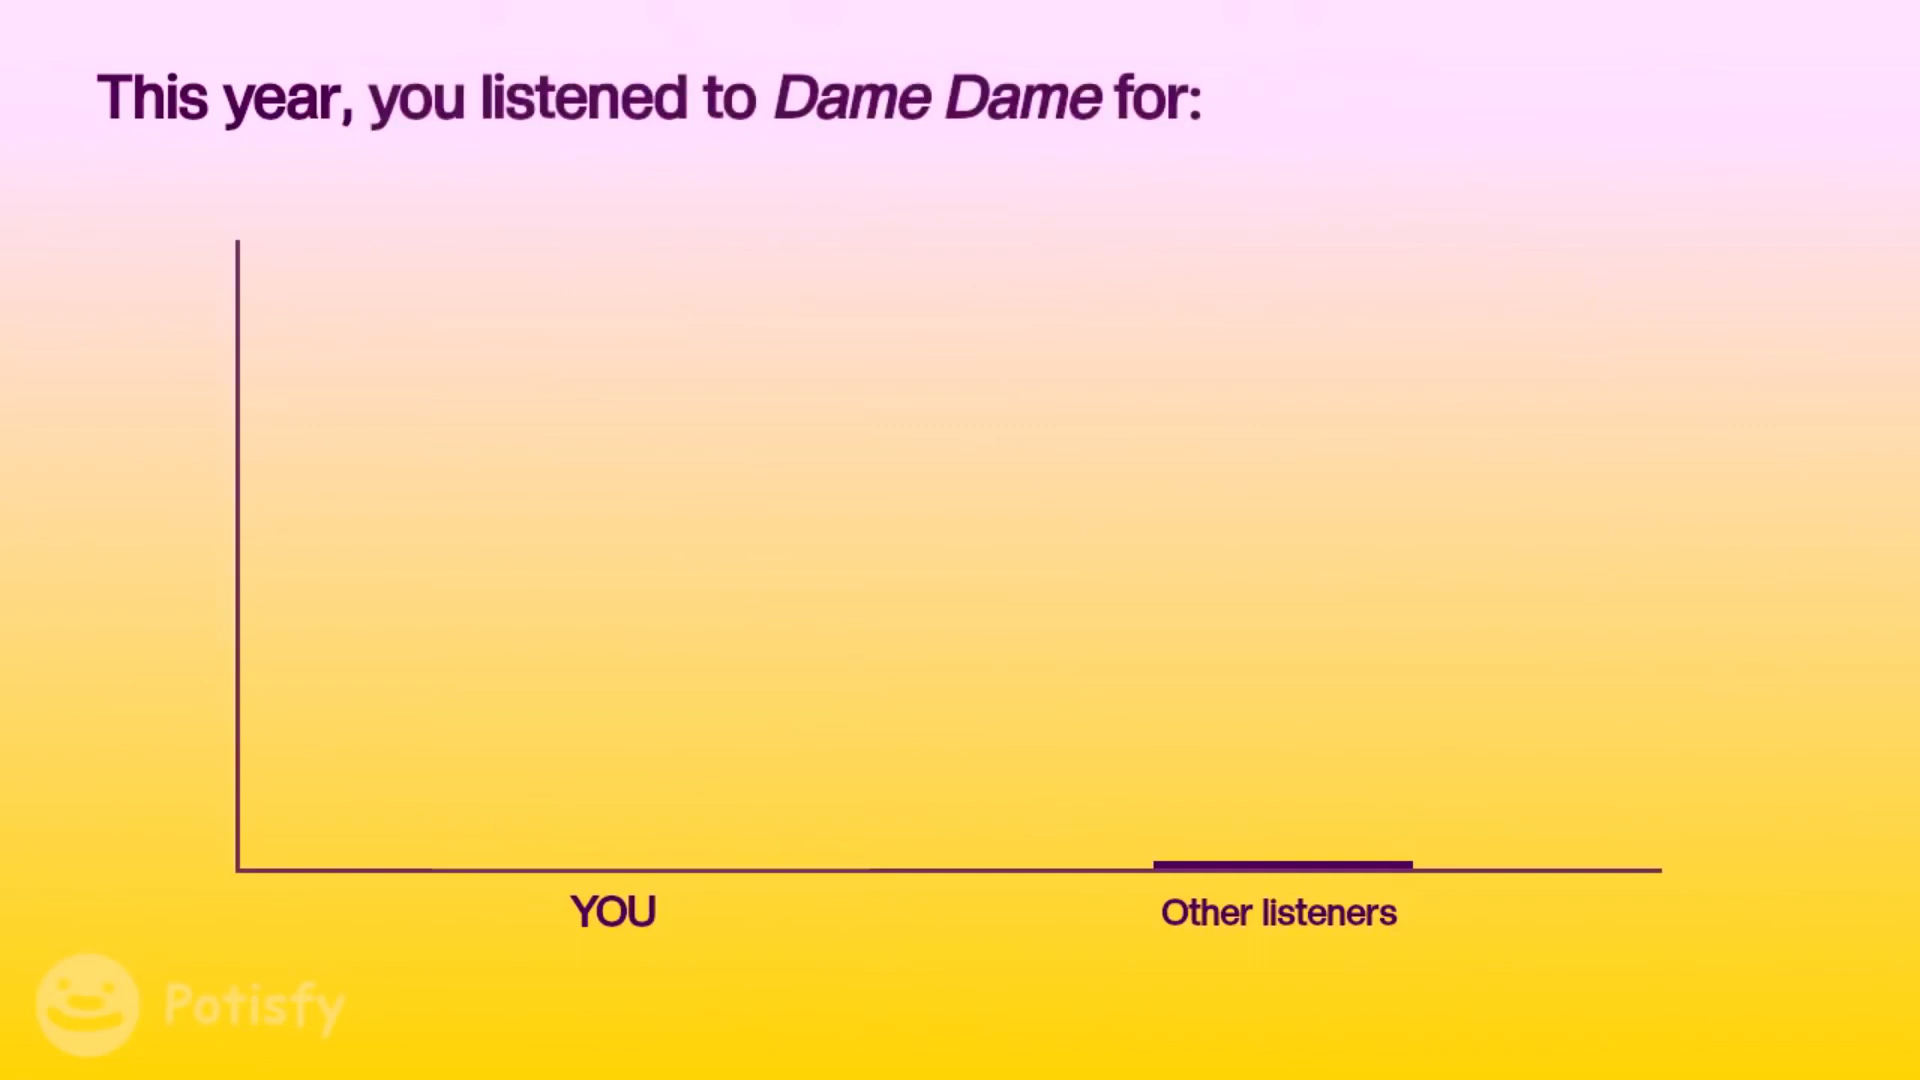 This year, you listened to Dame Dame for:
YOU
Other listeners
Potisfy